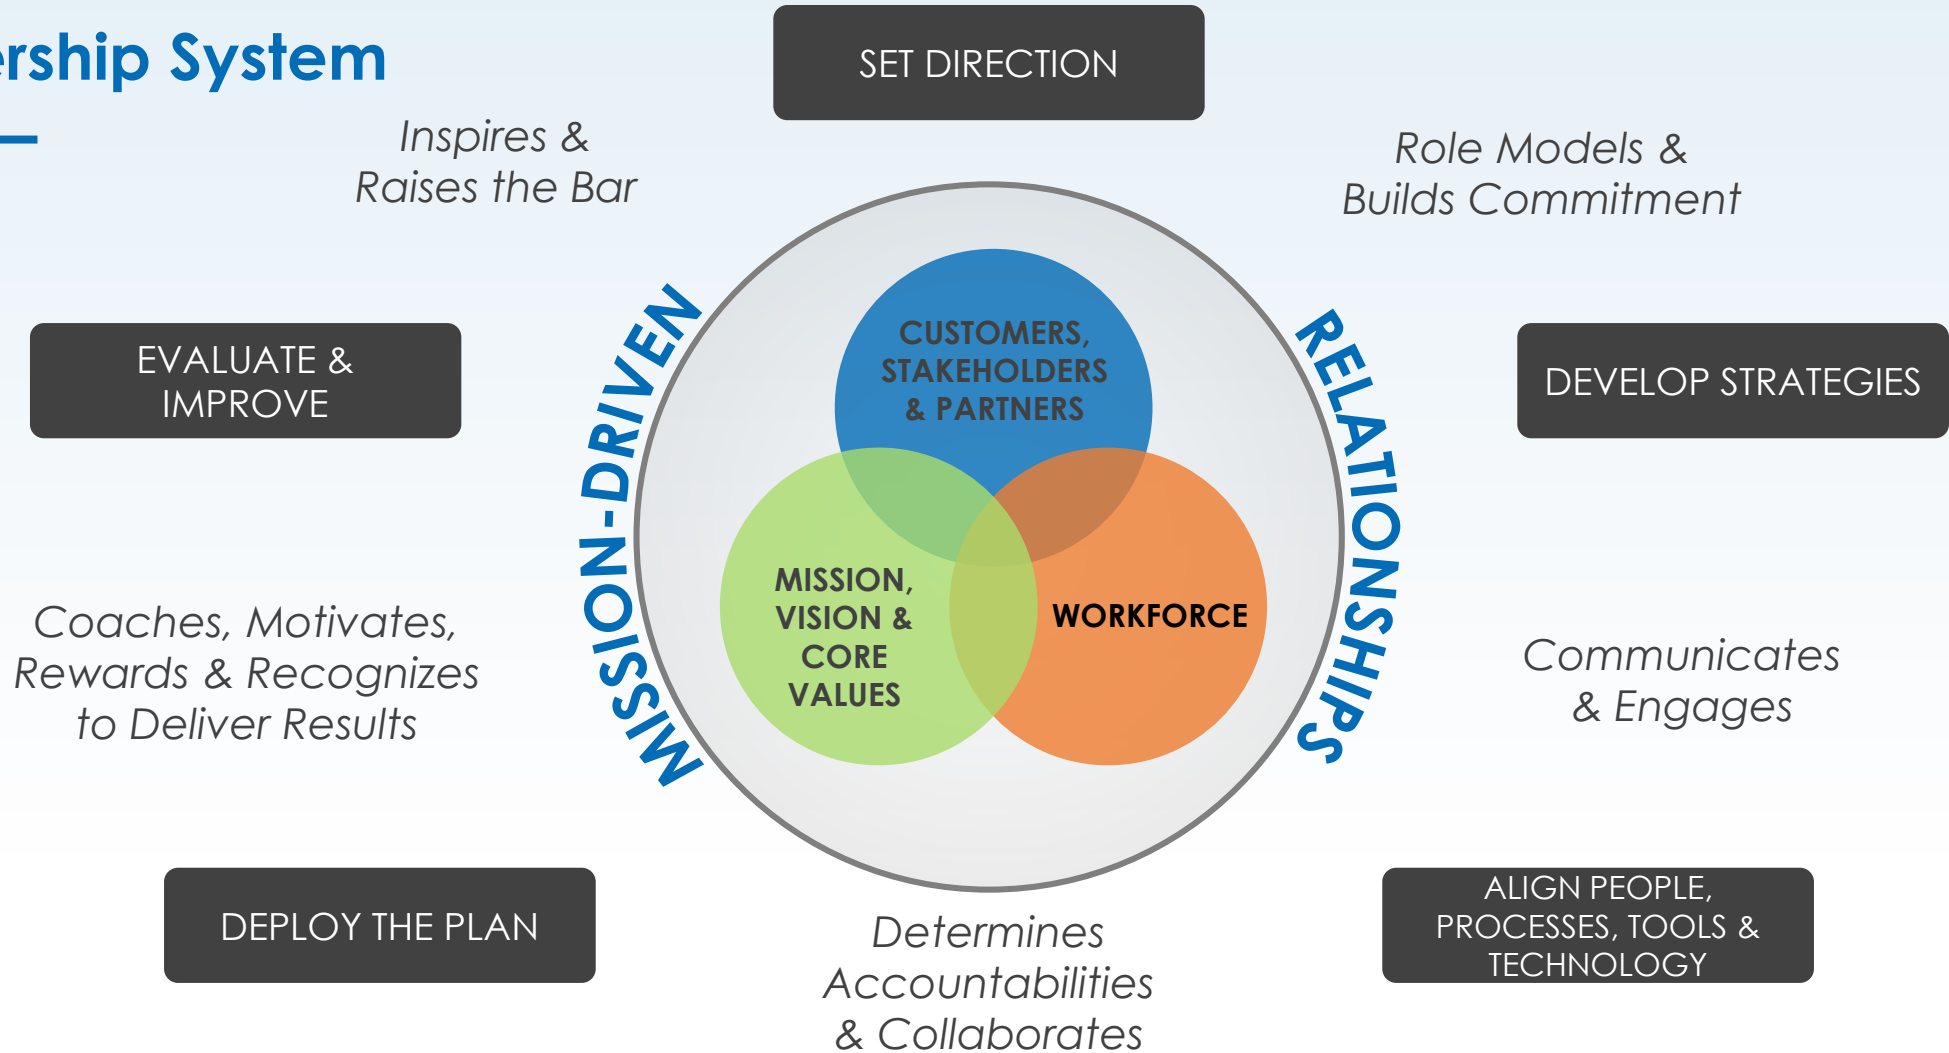 ership System
SET DIRECTION
Inspires &
Raises the Bar
Role Models &
Builds Commitment
EVALUATE &
IMPROVE
MISSION-DRIVEN
CUSTOMERS,
STAKEHOLDERS
& PARTNERS
RELATIONSHIPS
DEVELOP STRATEGIES
MISSION,
VISION &
CORE
VALUES
WORKFORCE
Coaches, Motivates,
Rewards & Recognizes
to Deliver Results
Communicates
& Engages
DEPLOY THE PLAN
Determines
Accountabilities
& Collaborates
ALIGN PEOPLE,
PROCESSES, TOOLS &
TECHNOLOGY